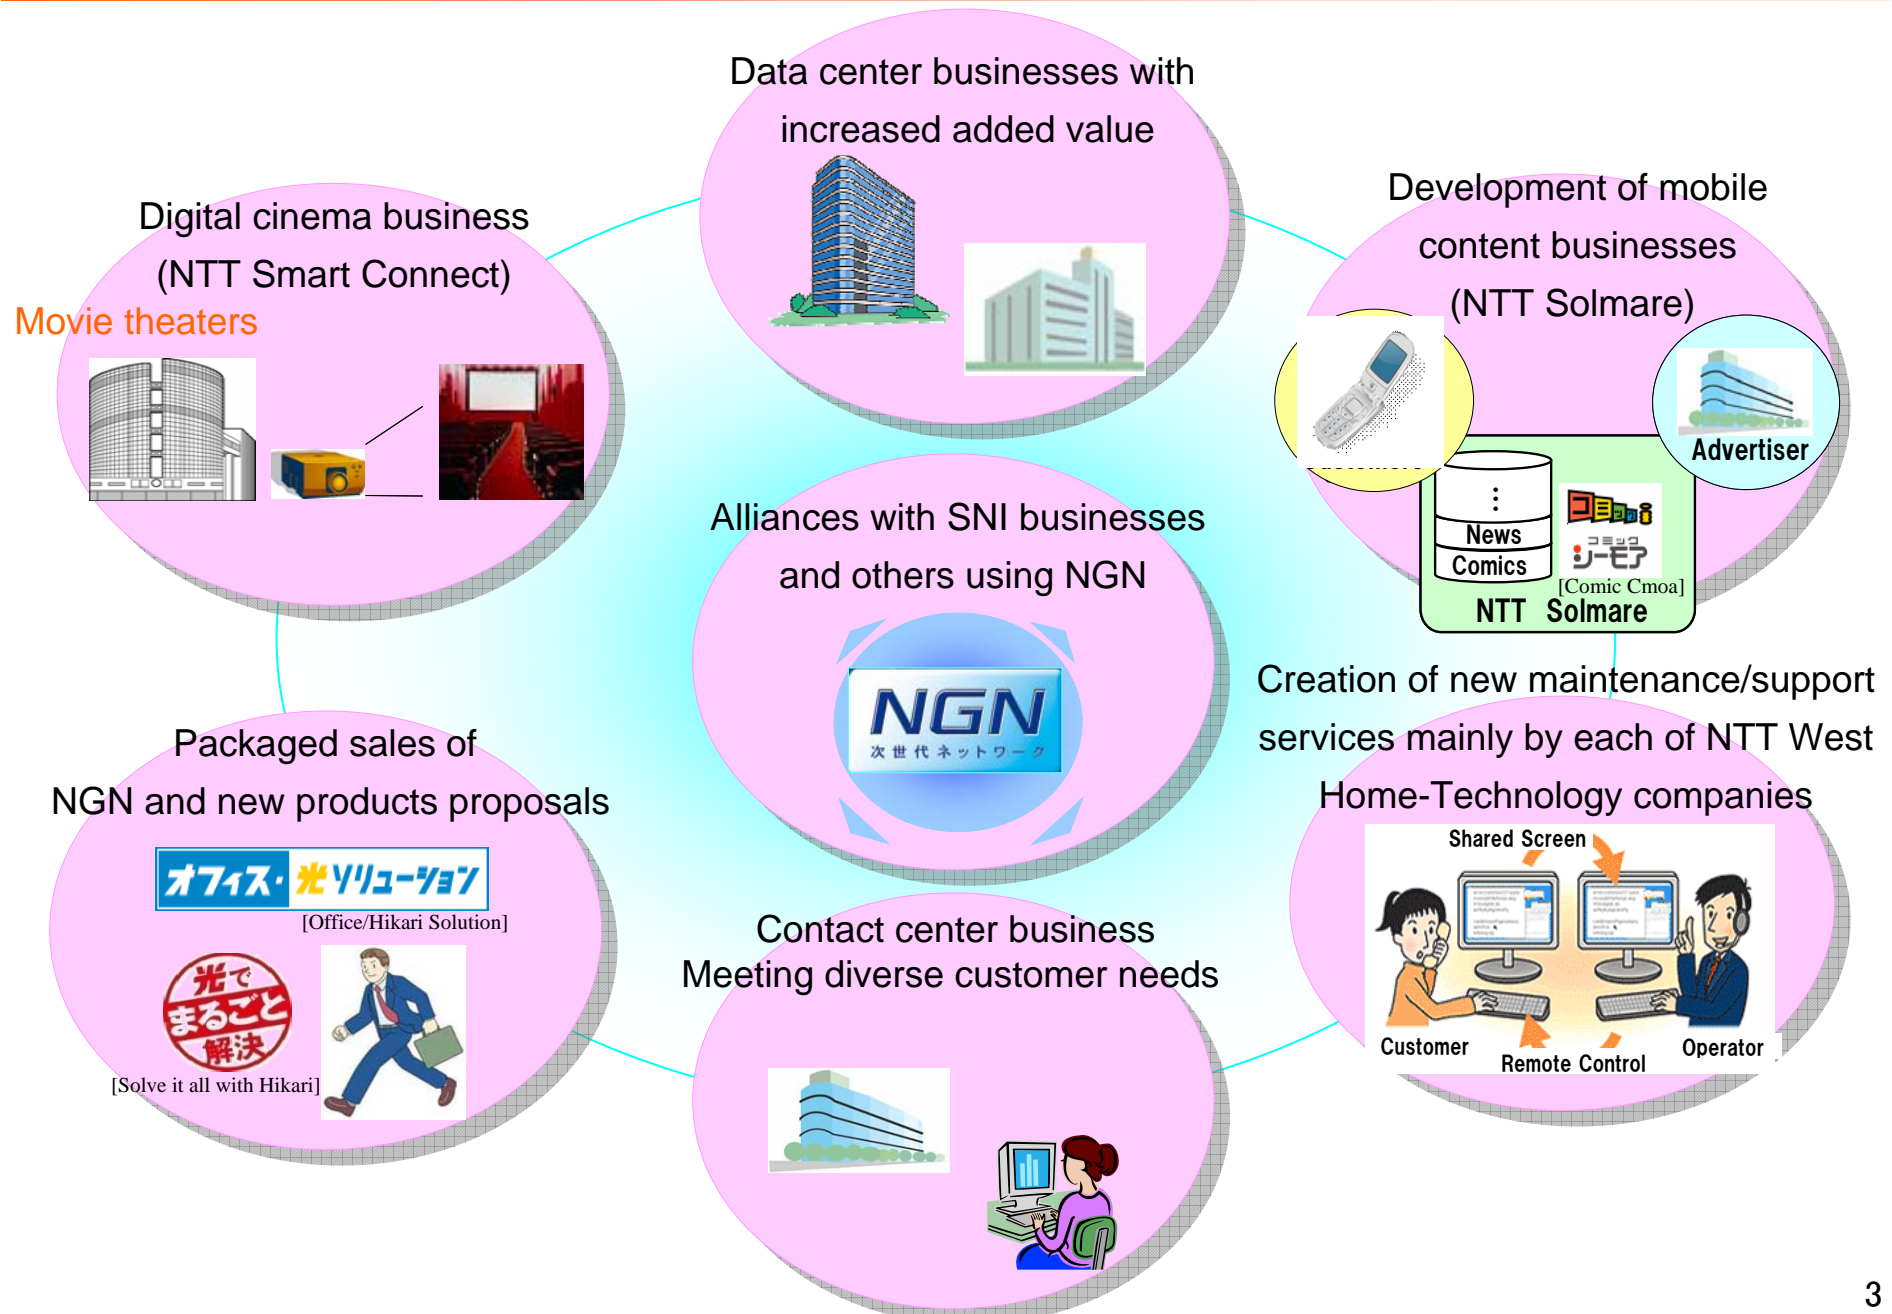 Data center businesses with
increased added value
Digital cinema business
(NTT Smart Connect)
Movie theaters
Development of mobile
content businesses
(NTT Solmare)
Advertiser
News
Comics
コミックi
コミック
シーモア
[Comic Cmoa]
NTT Solmare
Alliances with SNI businesses
and others using NGN
NGN
次世代ネットワーク
Creation of new maintenance/support
services mainly by each of NTT West
Home-Technology companies
Shared Screen
Customer
Remote Control
Operator
Packaged sales of
NGN and new products proposals
オフィス・光ソリューション
[Office/Hikari Solution]
光で
まるごと
解決
[Solve it all with Hikari]
Contact center business
Meeting diverse customer needs
3